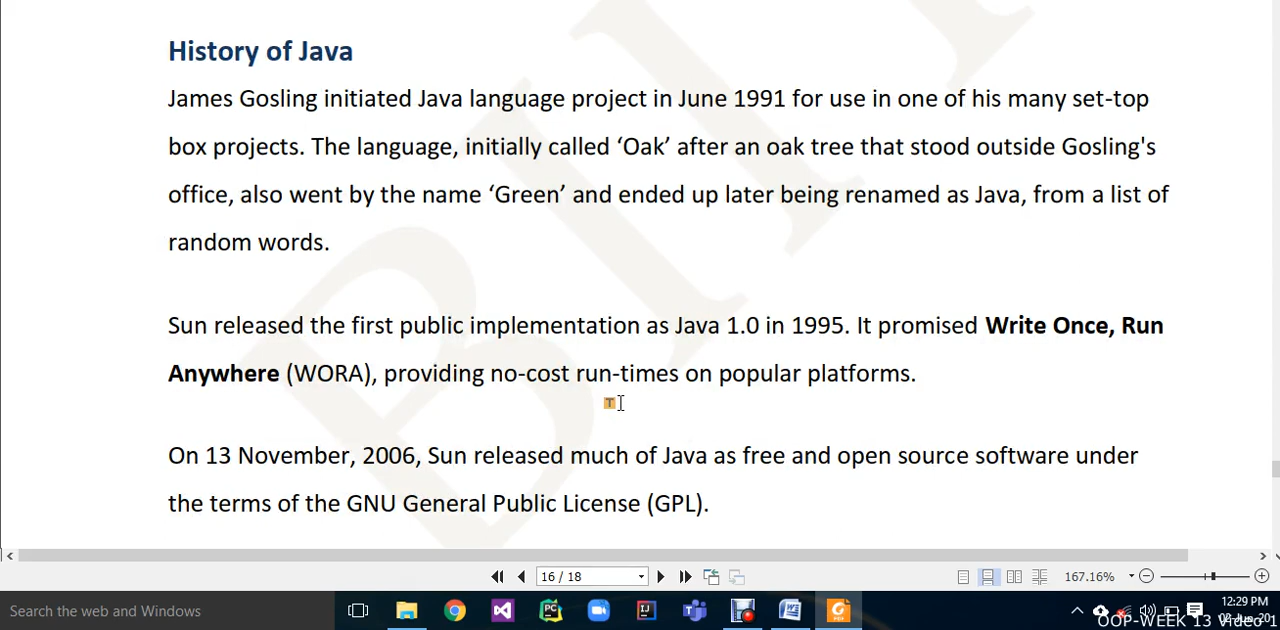 History of Java
James Gosling initiated Java language project in June 1991 for use in one of his many set-top
box projects. The language, initially called ‘Oak’ after an oak tree that stood outside Gosling's
office, also went by the name ‘Green’ and ended up later being renamed as Java, from a list of
random words.
Sun released the first public implementation as Java 1.0 in 1995. It promised Write Once, Run
Anywhere (WORA), providing no-cost run-times on popular platforms.
On 13 November, 2006, Sun released much of Java as free and open source software under
the terms of the GNU General Public License (GPL).
16 / 18
167.16%
Search the web and Windows
12:29 PM
OOP-WEEK 13 Video 1